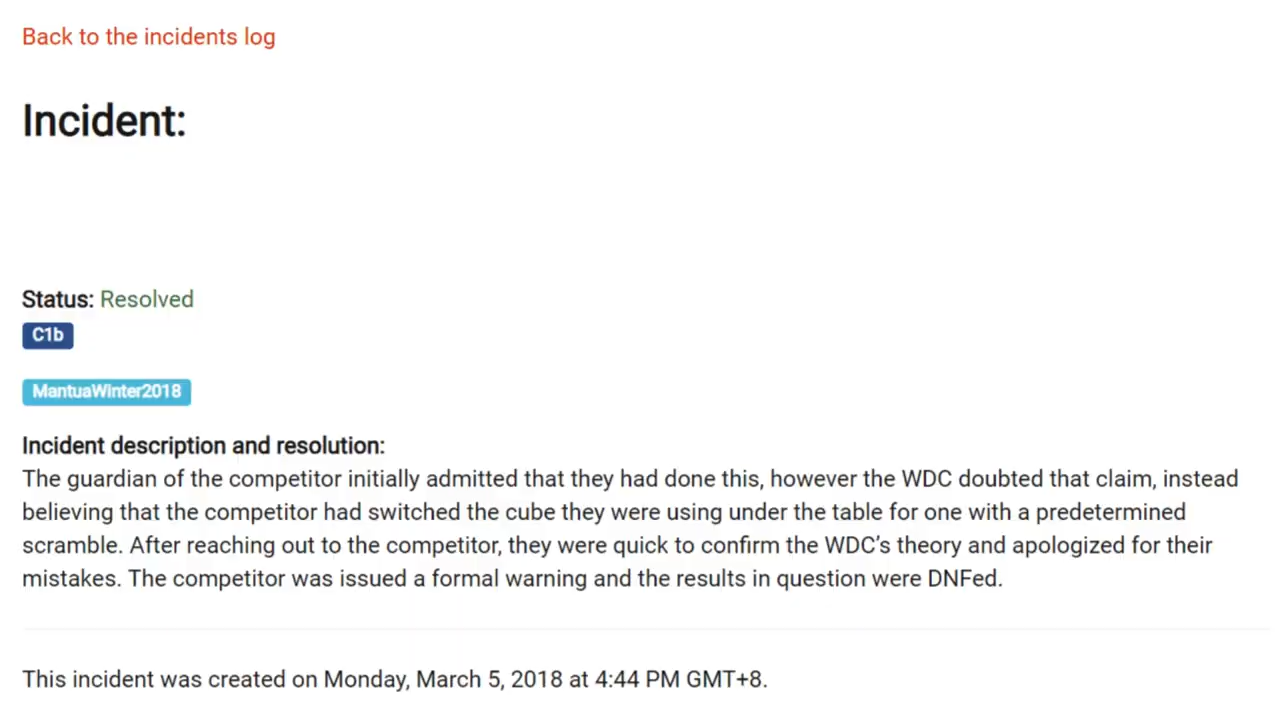 Back to the incidents log
Incident:
Status: Resolved
C1b
MantuaWinter2018
Incident description and resolution:
The guardian of the competitor initially admitted that they had done this, however the WDC doubted that claim, instead
believing that the competitor had switched the cube they were using under the table for one with a predetermined
scramble. After reaching out to the competitor, they were quick to confirm the WDC’s theory and apologized for their
mistakes. The competitor was issued a formal warning and the results in question were DNFed.
This incident was created on Monday, March 5, 2018 at 4:44 PM GMT+8.